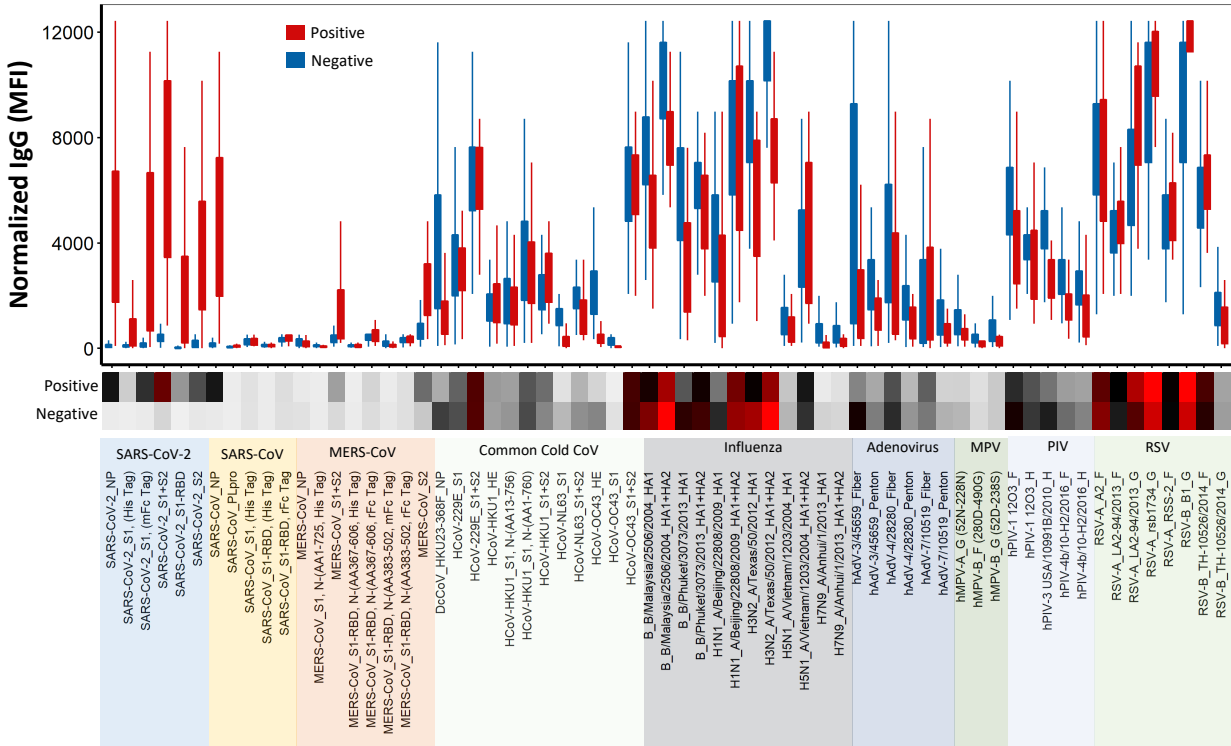 Normalized IgG (MFI)
12000
8000
4000
0
Positive
Negative
Positive
Negative
SARS-CoV-2
SARS-CoV
MERS-CoV
Common Cold CoV
Influenza
Adenovirus
MPV
PIV
RSV
SARS-CoV-2_NP
SARS-CoV-2_S1, (His Tag)
SARS-CoV-2_S1, (mFc Tag)
SARS-CoV-2_S1+S2
SARS-CoV-2_S1-RBD
SARS-CoV-2_S2
SARS-CoV_NP
SARS-CoV_PLpro
SARS-CoV_S1, (His Tag)
SARS-CoV_S1-RBD, (His Tag)
SARS-CoV_S1-RBD, rFc Tag
MERS-CoV_NP
MERS-CoV_S1, N-(AA1-725, His Tag)
MERS-CoV_S1+S2
MERS-CoV_S1-RBD, N-(AA367-606, His Tag)
MERS-CoV_S1-RBD, N-(AA367-606, rFc Tag)
MERS-CoV_S1-RBD, N-(AA383-502, mFc Tag)
MERS-CoV_S1-RBD, N-(AA383-502, rFc Tag)
MERS-CoV_S2
DcCoV_HKU23-368F_NP
HCoV-229E_S1
HCoV-229E_S1+S2
HCoV-HKU1_HE
HCoV-HKU1_S1, N-(AA13-756)
HCoV-HKU1_S1, N-(AA1-760)
HCoV-HKU1_S1+S2
HCoV-NL63_S1
HCoV-NL63_S1+S2
HCoV-OC43_HE
HCoV-OC43_S1
HCoV-OC43_S1+S2
B_B/Malaysia/2506/2004_HA1
B_B/Malaysia/2506/2004_HA1+HA2
B_B/Phuket/3073/2013_HA1
B_B/Phuket/3073/2013_HA1+HA2
H1N1_A/Beijing/22808/2009_HA1
H1N1_A/Beijing/22808/2009_HA1+HA2
H3N2_A/Texas/50/2012_HA1
H3N2_A/Texas/50/2012_HA1+HA2
H5N1_A/Vietnam/1203/2004_HA1
H5N1_A/Vietnam/1203/2004_HA1+HA2
H7N9_A/Anhui/1/2013_HA1
H7N9_A/Anhui/1/2013_HA1+HA2
hAdV-3/45659_Fiber
hAdV-3/45659_Penton
hAdV-4/28280_Fiber
hAdV-4/28280_Penton
hAdV-7/10519_Fiber
hAdV-7/10519_Penton
hMPV-A_G (62N-228N)
hMPV-B_F (280D-490G)
hMPV-B_G (52D-238S)
hPIV-1 12O3_F
hPIV-1 12O3_H
hPIV-3 USA/10991B/2010_H
hPIV-4b/10-H2/2016_F
hPIV-4b/10-H2/2016_H
RSV-A_A2_F
RSV-A_LA2-94/2013_F
RSV-A_LA2-94/2013_G
RSV-A_rsb1734_G
RSV-A_RSS-2_F
RSV-B_B1_G
RSV-B_TH-10526/2014_F
RSV-B_TH-10526/2014_G